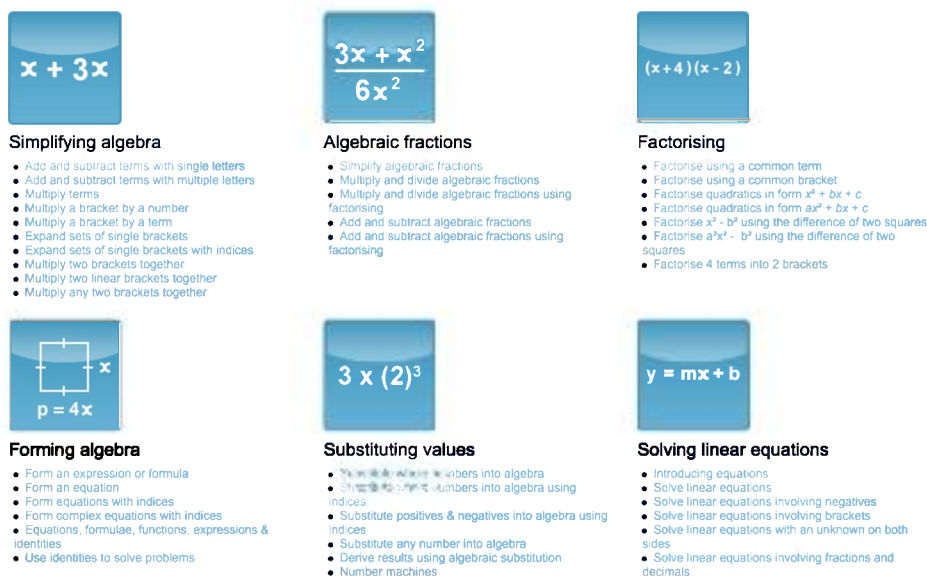 x + 3x
Simplifying algebra
Add and subtract terms with single letters
Add and subtract terms with multiple letters
Multiply terms
Multiply a bracket by a number
Multiply a bracket by a term
Expand sets of single brackets
Expand sets of single brackets with indices
Multiply two brackets together
Multiply two linear brackets together
Multiply any two brackets together
3x + x²
6x²
Algebraic fractions
Simplify algebraic fractions
Multiply and divide algebraic fractions
Multiply and divide algebraic fractions using
factorising
Add and subtract algebraic fractions
Add and subtract algebraic fractions using
factorising
(x+4)(x-2)
Factorising
Factorise using a common term
Factorise using a common bracket
Factorise quadratics in form x² + bx + c
Factorise quadratics in form ax² + bx + c
Factorise x² - b² using the difference of two squares
Factorise a²x² - b² using the difference of two
squares
Factorise 4 terms into 2 brackets
x
p = 4x
Forming algebra
Form an expression or formula
Form an equation
Form equations with indices
Form complex equations with indices
Equations, formulae, functions, expressions &
identities
Use identities to solve problems
3 x (2)³
Substituting values
into algebra
numbers into algebra using
indices
Substitute positives & negatives into algebra using
indices
Substitute any number into algebra
Derive results using algebraic substitution
Number machines
y = mx + b
Solving linear equations
Introducing equations
Solve linear equations
Solve linear equations involving negatives
Solve linear equations involving brackets
Solve linear equations with an unknown on both
sides
Solve linear equations involving fractions and
decimals